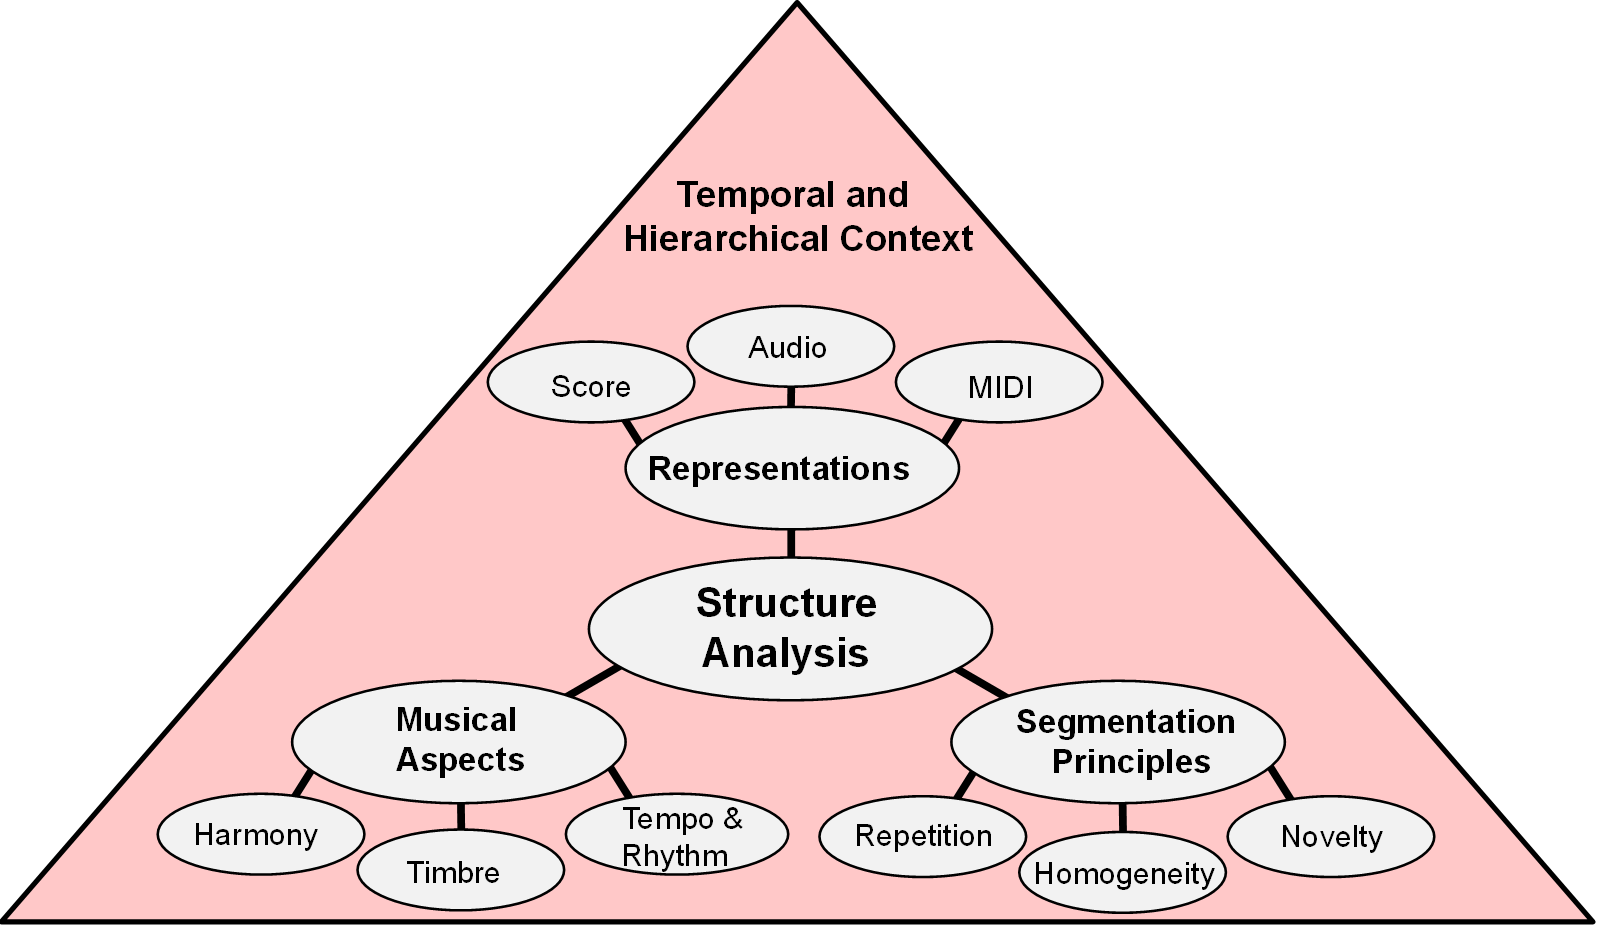 Temporal and
Hierarchical Context
Audio
Score
MIDI
Representations
Structure
Analysis
Musical
Aspects
Segmentation
Principles
Harmony
Timbre
Tempo &
Rhythm
Repetition
Homogeneity
Novelty